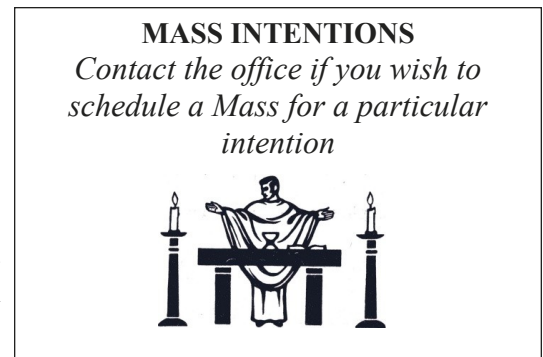 MASS INTENTIONS
Contact the office if you wish to
schedule a Mass for a particular
intention